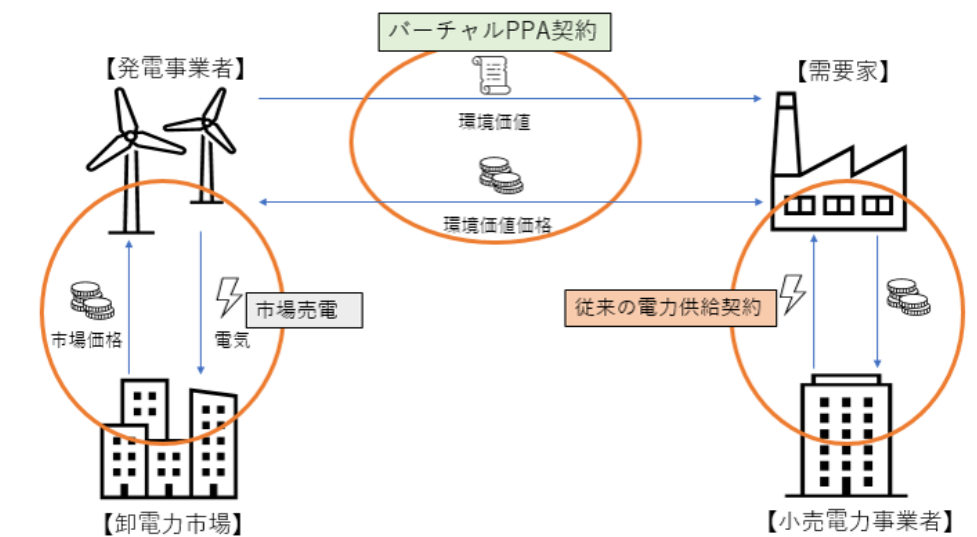 バーチャルPPA契約
【発電事業者】
【需要家】
環境価値
環境価値価格
市場売電
従来の電力供給契約
市場価格
電気
【卸電力市場】
【小売電力事業者】